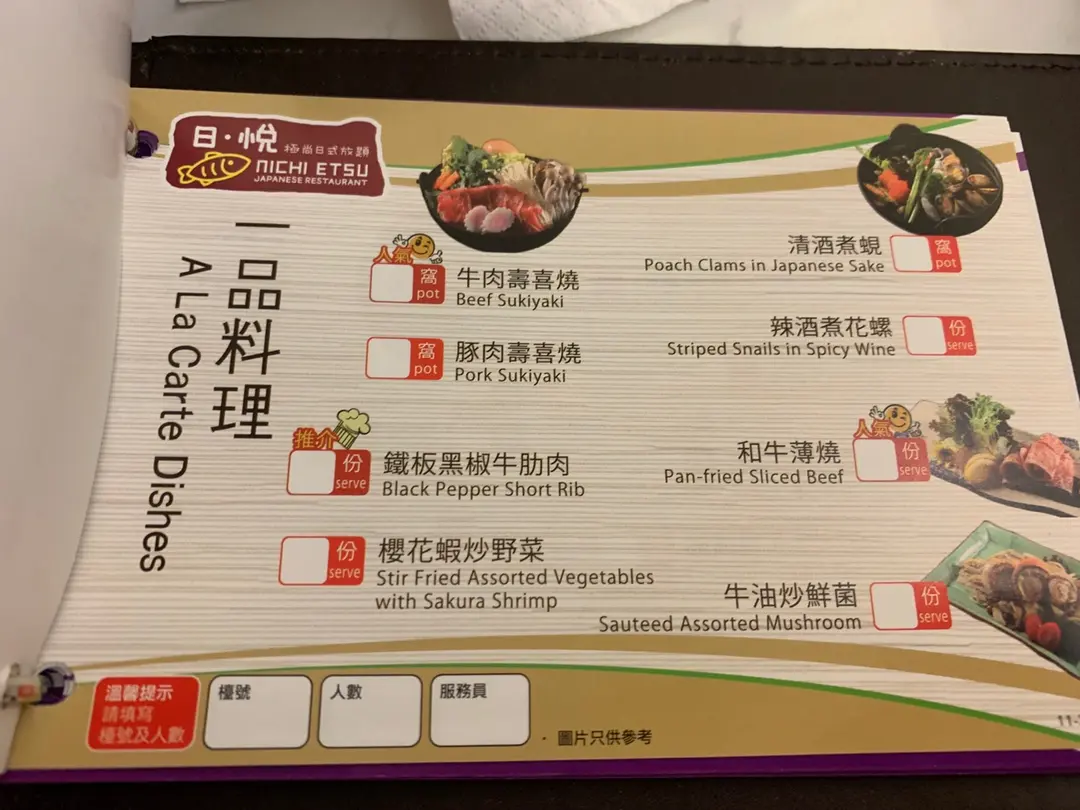 日·悅 極尚日式放題
NICHI ETSU
JAPANESE RESTAURANT
一品料理
A La Carte Dishes
人氣
窩
pot
牛肉壽喜燒
Beef Sukiyaki
窩
pot
豚肉壽喜燒
Pork Sukiyaki
推介
份
serve
鐵板黑椒牛肋肉
Black Pepper Short Rib
份
serve
櫻花蝦炒野菜
Stir Fried Assorted Vegetables
with Sakura Shrimp
清酒煮蜆
Poach Clams in Japanese Sake
窩
pot
辣酒煮花螺
Striped Snails in Spicy Wine
份
serve
人氣
和牛薄燒
Pan-fried Sliced Beef
份
serve
牛油炒鮮菌
Sauteed Assorted Mushroom
份
serve
溫馨提示
請填寫
檯號及人數
檯號
人數
服務員
· 圖片只供參考